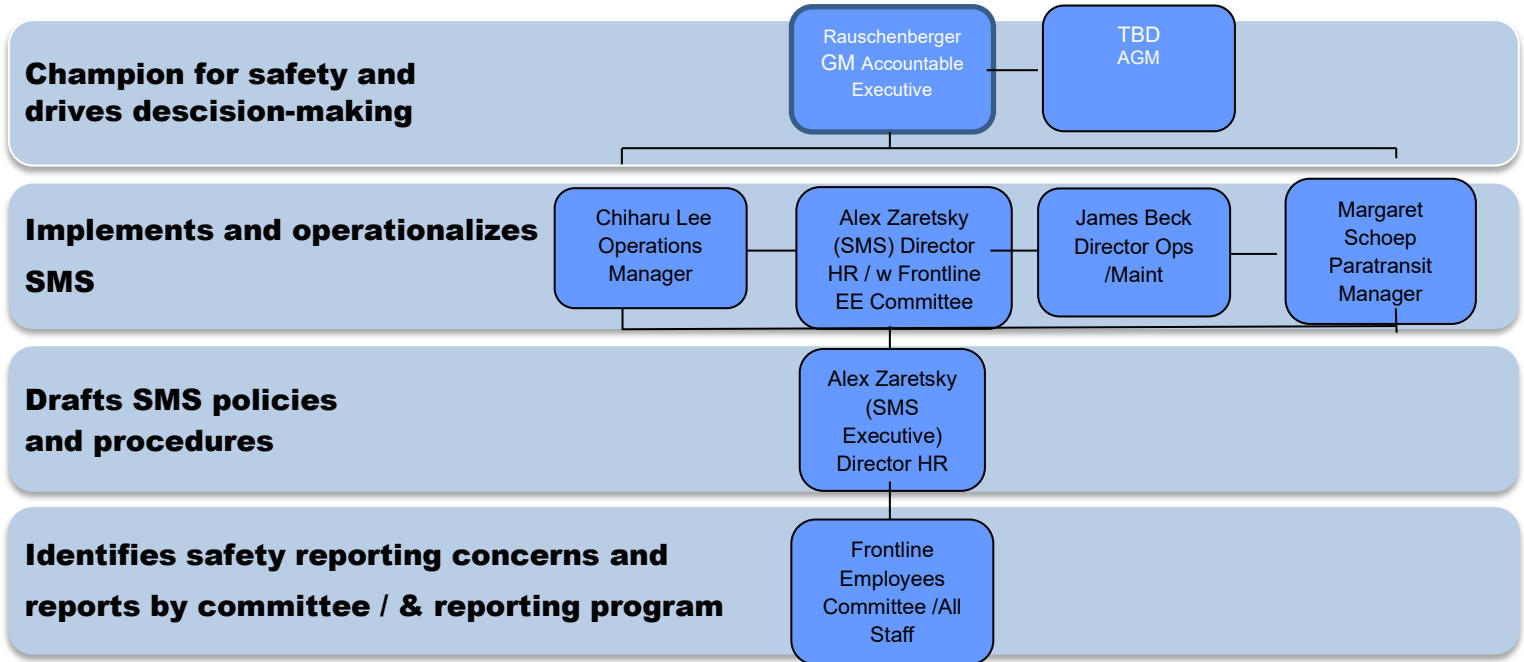 Champion for safety and
drives descision-making
Rauschenberger
GM Accountable
Executive
TBD
AGM
Implements and operationalizes
SMS
Chiharu Lee
Operations
Manager
Alex Zaretsky
(SMS) Director
HR / w Frontline
EE Committee
James Beck
Director Ops
/Maint
Margaret
Schoep
Paratransit
Manager
Drafts SMS policies
and procedures
Alex Zaretsky
(SMS
Executive)
Director HR
Identifies safety reporting concerns and
reports by committee / & reporting program
Frontline
Employees
Committee /All
Staff